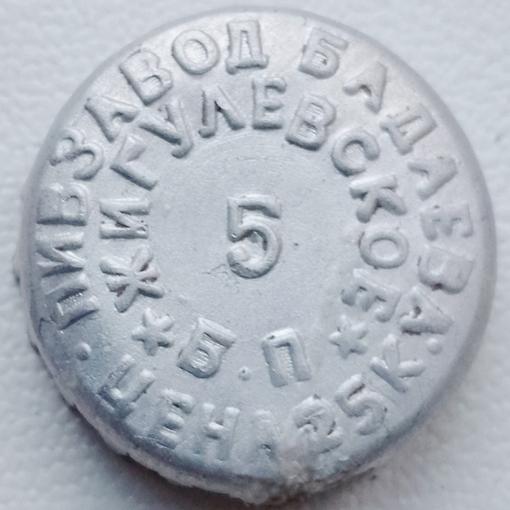 ПИВЗАВОД БАДАЕВА
ЖИГУЛЕВСКОЕ
5
* Б.П *
· ЦЕНА 25К ·